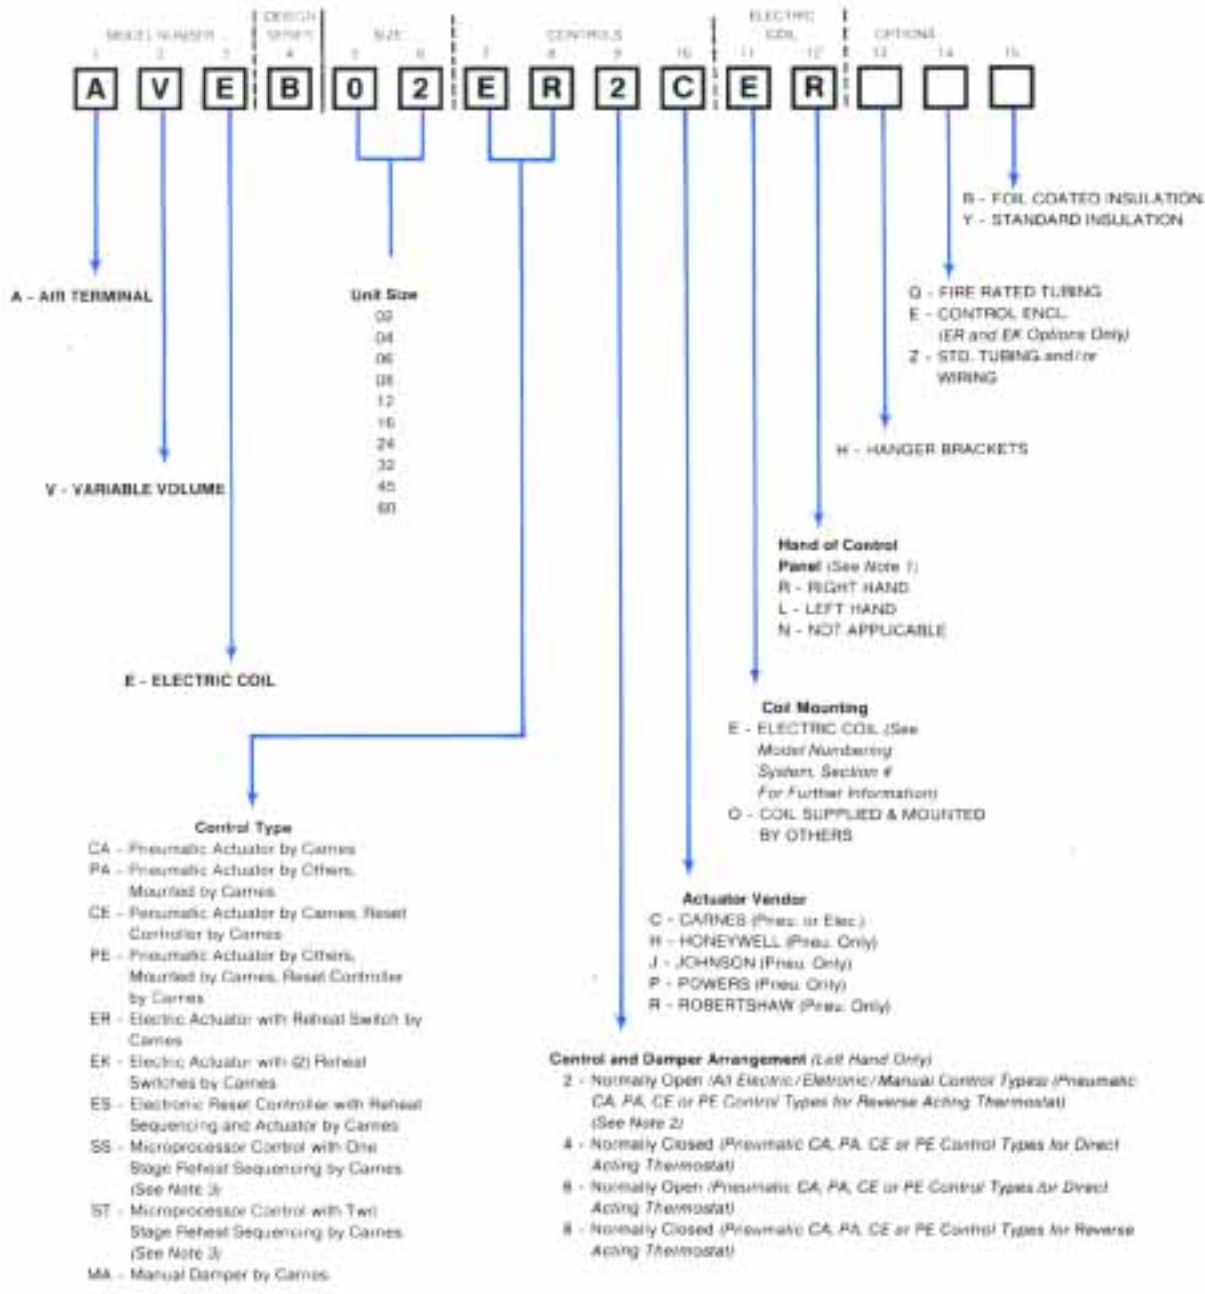 MODEL NUMBER DESIGN SERIES SIZE CONTROLS ELECTRIC COIL OPTIONS
1 2 3 4 5 6 7 8 9 10 11 12 13 14 15
A V E B 0 2 E R 2 C E R
B - FOIL COATED INSULATION
Y - STANDARD INSULATION
Q - FIRE RATED TUBING
E - CONTROL ENCL.
(ER and EK Options Only)
Z - STD. TUBING and/or
WIRING
A - AIR TERMINAL
H - HANGER BRACKETS
V - VARIABLE VOLUME
Unit Size
02
04
06
08
12
16
24
32
45
60
Hand of Control
Panel (See Note 1)
R - RIGHT HAND
L - LEFT HAND
N - NOT APPLICABLE
E - ELECTRIC COIL
Coil Mounting
E - ELECTRIC COIL (See
Model Numbering
System, Section
For Further Information)
O - COIL SUPPLIED & MOUNTED
BY OTHERS
Control Type
CA - Pneumatic Actuator by Carnes
PA - Pneumatic Actuator by Others,
Mounted by Carnes
CE - Penumatic Actuator by Carnes, Reset
Controller by Carnes
PE - Pneumatic Actuator by Others,
Mounted by Carnes, Reset Controller
by Carnes
ER - Electric Actuator with Reheat Switch by
Carnes
EK - Electric Actuator with (2) Reheat
Switches by Carnes
ES - Electronic Reset Controller with Reheat
Sequencing and Actuator by Carnes
SS - Microprocessor Control with One
Stage Reheat Sequencing by Carnes
(See Note 3)
ST - Microprocessor Control with Two
Stage Reheat Sequencing by Carnes
(See Note 3)
MA - Manual Damper by Carnes
Actuator Vendor
C - CARNES (Pneu. or Elec.)
H - HONEYWELL (Pneu. Only)
J - JOHNSON (Pneu. Only)
P - POWERS (Pneu. Only)
R - ROBERTSHAW (Pneu. Only)
Control and Damper Arrangement (Left Hand Only)
2 - Normally Open (All Electric/Eletronic/Manual Control Types) (Pneumatic
CA, PA, CE or PE Control Types for Reverse Acting Thermostat)
(See Note 2)
4 - Normally Closed (Pneumatic CA, PA, CE or PE Control Types for Direct
Acting Thermostat)
6 - Normally Open (Pneumatic CA, PA, CE or PE Control Types for Direct
Acting Thermostat)
8 - Normally Closed (Pneumatic CA, PA, CE or PE Control Types for Reverse
Acting Thermostat)